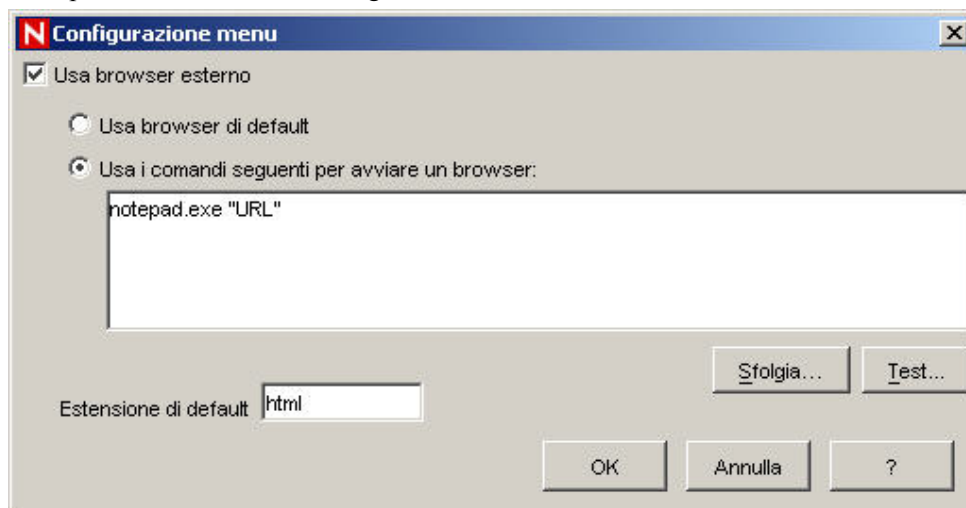 N Configurazione menu
Usa browser esterno
Usa browser di default
Usa i comandi seguenti per avviare un browser:
notepad.exe "URL"
Sfolgia... Test...
Estensione di default html
OK Annulla ?